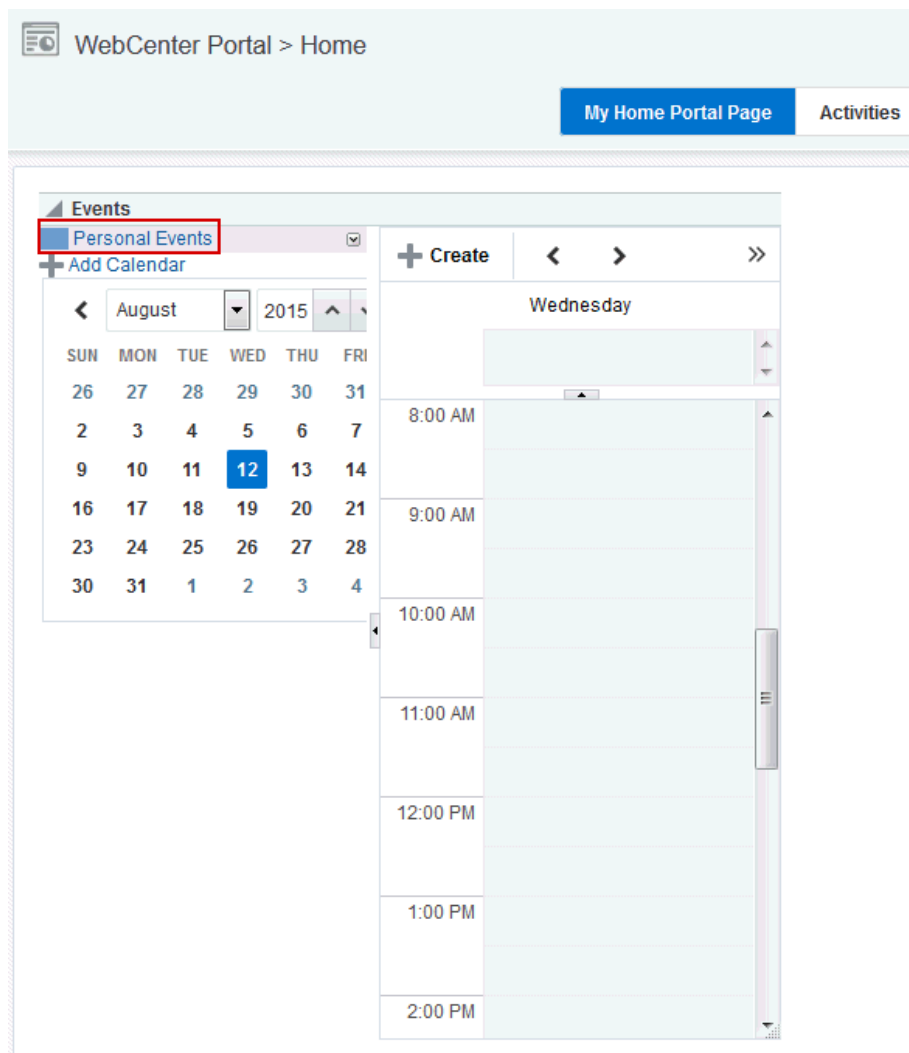 WebCenter Portal > Home
My Home Portal Page Activities
Events
Personal Events
Add Calendar
August 2015
SUN MON TUE WED THU FRI
26 27 28 29 30 31
2 3 4 5 6 7
9 10 11 12 13 14
16 17 18 19 20 21
23 24 25 26 27 28
30 31 1 2 3 4
Create
Wednesday
8:00 AM
9:00 AM
10:00 AM
11:00 AM
12:00 PM
1:00 PM
2:00 PM